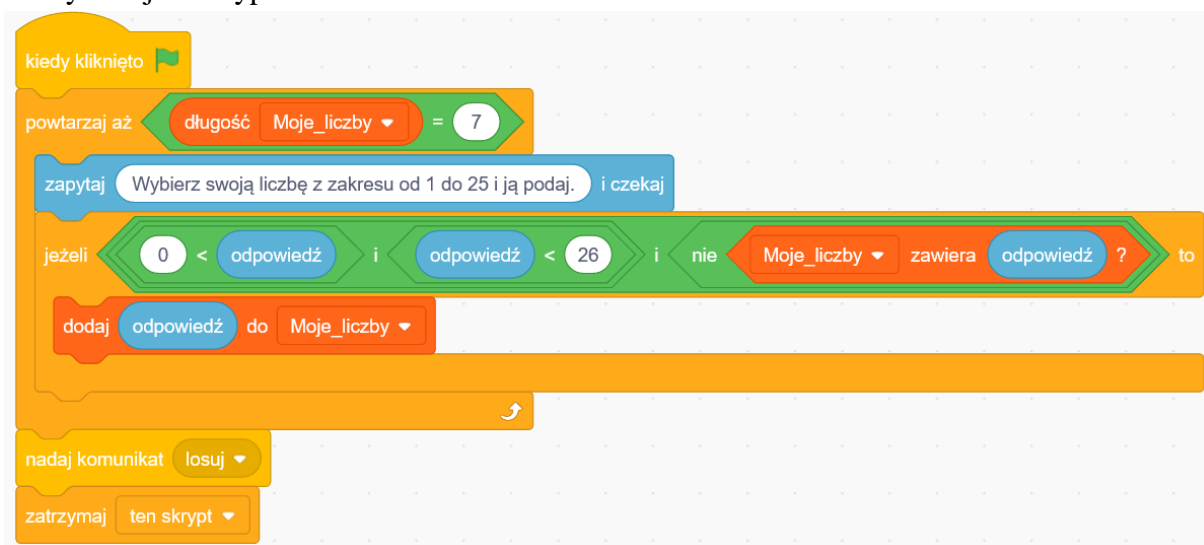 kiedy kliknięto
powtarzaj aż długość Moje_liczby = 7
zapytaj Wybierz swoją liczbę z zakresu od 1 do 25 i ją podaj. i czekaj
jeżeli 0 < odpowiedź i odpowiedź < 26 i nie Moje_liczby zawiera odpowiedź ? to
dodaj odpowiedź do Moje_liczby
nadaj komunikat losuj
zatrzymaj ten skrypt